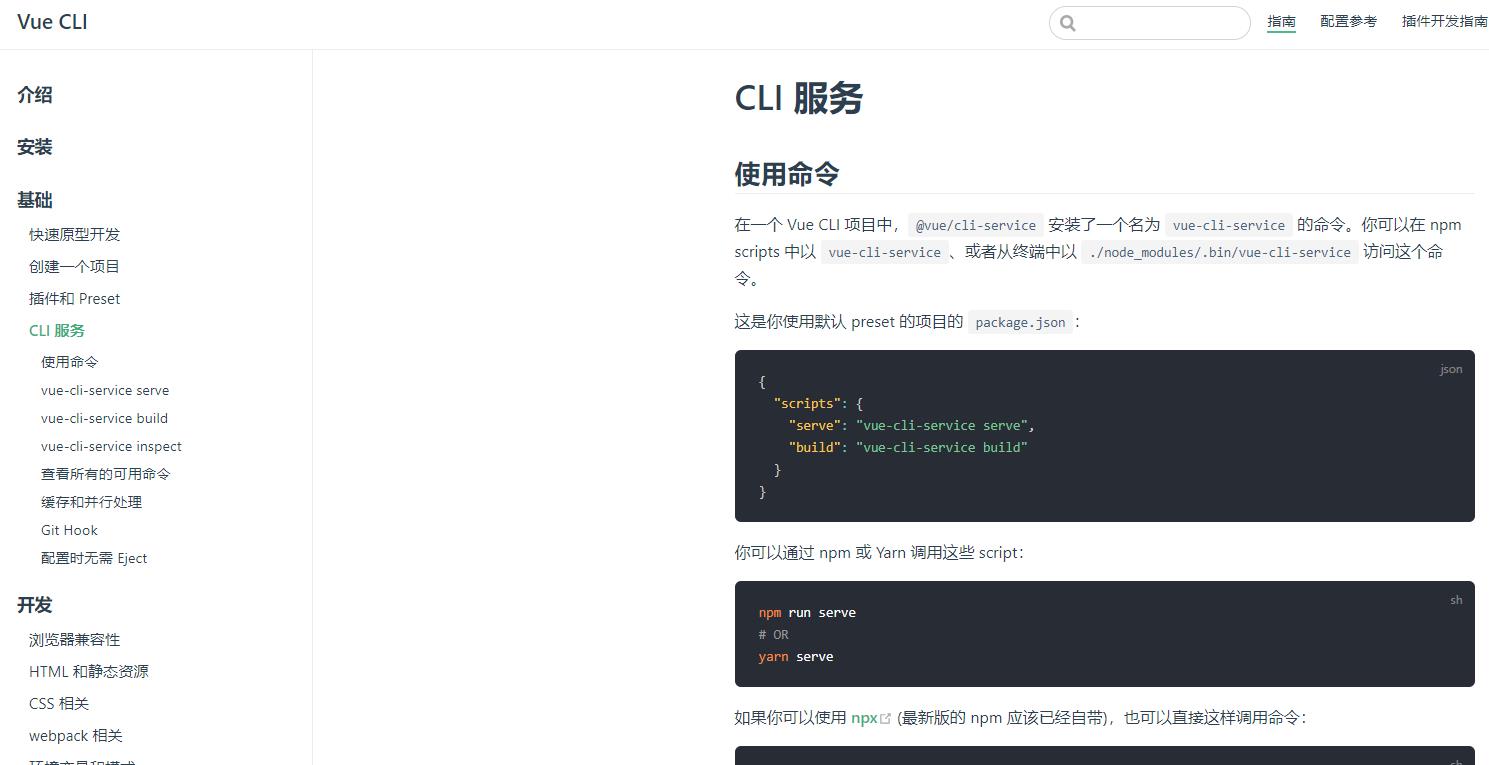 Vue CLI
指南 配置参考 插件开发指南
介绍
安装
基础
快速原型开发
创建一个项目
插件和 Preset
CLI 服务
使用命令
vue-cli-service serve
vue-cli-service build
vue-cli-service inspect
查看所有的可用命令
缓存和并行处理
Git Hook
配置时无需 Eject
开发
浏览器兼容性
HTML 和静态资源
CSS 相关
webpack 相关
环境变量和模式
CLI 服务
使用命令
在一个 Vue CLI 项目中，@vue/cli-service 安装了一个名为 vue-cli-service 的命令。你可以在 npm
scripts 中以 vue-cli-service 、或者从终端中以 ./node_modules/.bin/vue-cli-service 访问这个命
令。
这是你使用默认 preset 的项目的 package.json：
json
{
"scripts": {
"serve": "vue-cli-service serve",
"build": "vue-cli-service build"
}
}
你可以通过 npm 或 Yarn 调用这些 script：
sh
npm run serve
# OR
yarn serve
如果你可以使用 npx (最新版的 npm 应该已经自带)，也可以直接这样调用命令：
sh